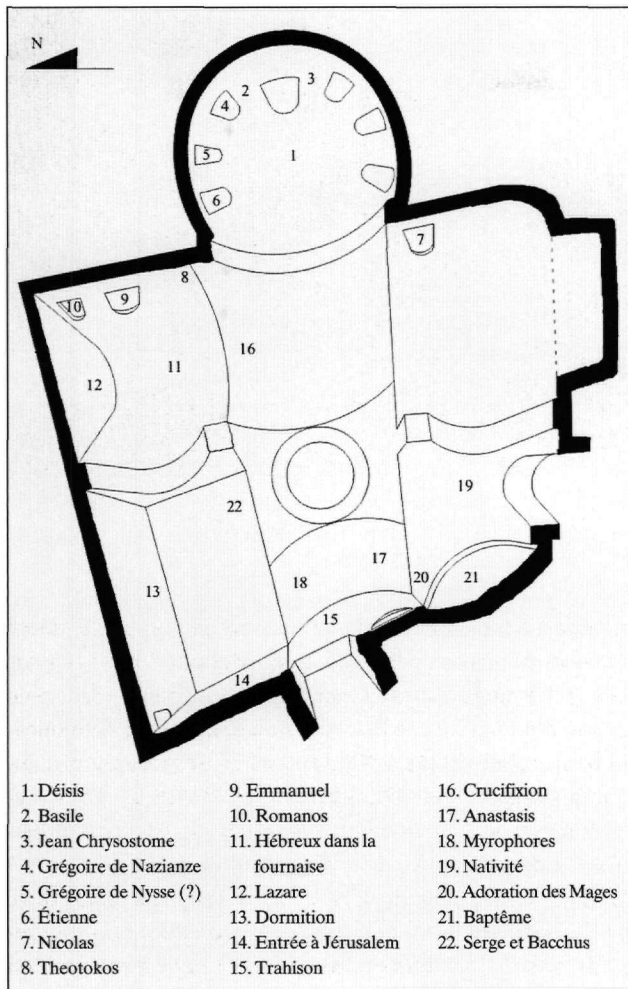 N
3
2
4
5
1
6
7
8
10
9
16
12
11
19
22
17
18
20
21
13
15
14
1. Déisis
2. Basile
3. Jean Chrysostome
4. Grégoire de Nazianze
5. Grégoire de Nysse (?)
6. Étienne
7. Nicolas
8. Theotokos
9. Emmanuel
10. Romanos
11. Hébreux dans la
fournaise
12. Lazare
13. Dormition
14. Entrée à Jérusalem
15. Trahison
16. Crucifixion
17. Anastasis
18. Myrophores
19. Nativité
20. Adoration des Mages
21. Baptême
22. Serge et Bacchus